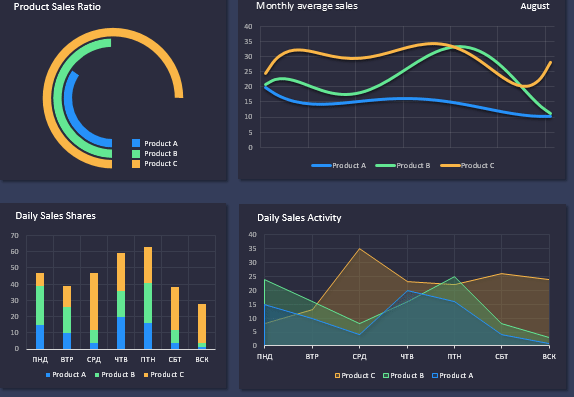 Product Sales Ratio
Product A
Product B
Product C
Monthly average sales
August
40
35
30
25
20
15
10
5
0
Product A Product B Product C
Daily Sales Shares
70
60
50
40
30
20
10
0
ПНД ВТР СРД ЧТВ ПТН СБТ ВСК
Product A Product B Product C
Daily Sales Activity
40
35
30
25
20
15
10
5
0
ПНД ВТР СРД ЧТВ ПТН СБТ ВСК
Product C Product B Product A